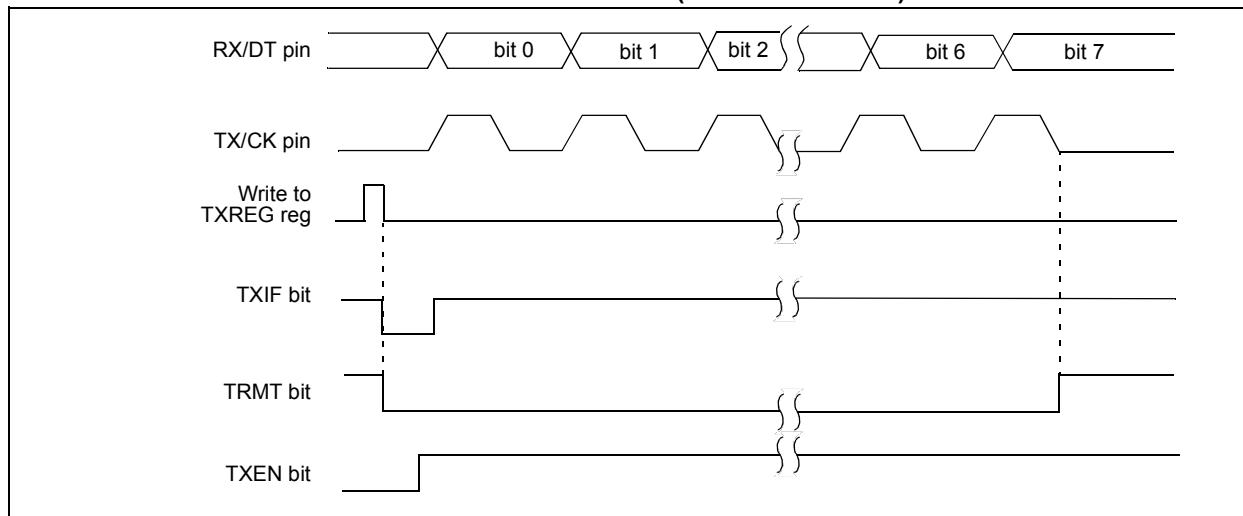 RX/DT pin
bit 0
bit 1
bit 2
bit 6
bit 7
TX/CK pin
Write to
TXREG reg
TXIF bit
TRMT bit
TXEN bit